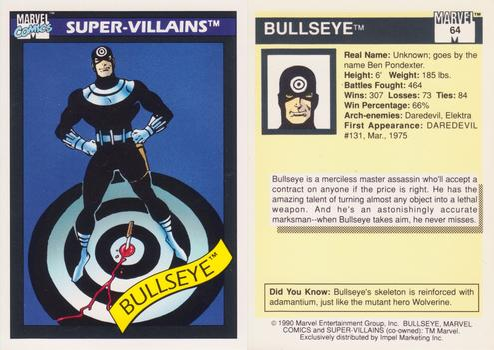 MARVEL
COMICS
SUPER-VILLAINS™
BULLSEYE™
BULLSEYE™
MARVEL™
64
Real Name: Unknown; goes by the
name Ben Pondexter.
Height: 6' Weight: 185 lbs.
Battles Fought: 464
Wins: 307 Losses: 73 Ties: 84
Win Percentage: 66%
Arch-enemies: Daredevil, Elektra
First Appearance: DAREDEVIL
#131, Mar., 1975
Bullseye is a merciless master assassin who'll accept a
contract on anyone if the price is right. He has the
amazing talent of turning almost any object into a lethal
weapon. And he's an astonishingly accurate
marksman--when Bullseye takes aim, he never misses.
Did You Know: Bullseye's skeleton is reinforced with
adamantium, just like the mutant hero Wolverine.
© 1990 Marvel Entertainment Group, Inc. BULLSEYE, MARVEL
COMICS and SUPER-VILLAINS (co-owned): TM Marvel.
Exclusively distributed by Impel Marketing Inc.